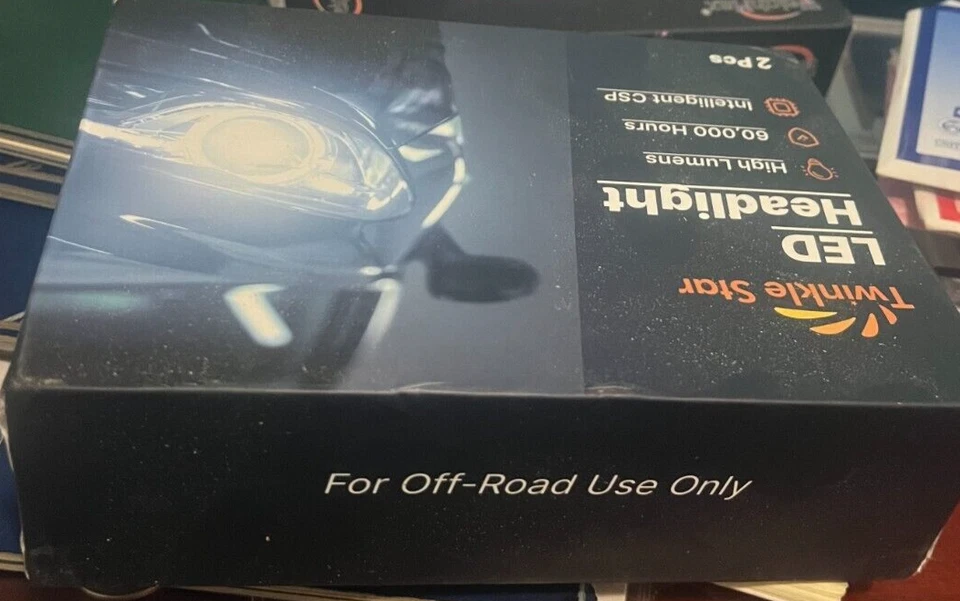 Twinkle Star
LED
Headlight
High Lumens
60,000 Hours
Intelligent CSP
2 Pcs
For Off-Road Use Only